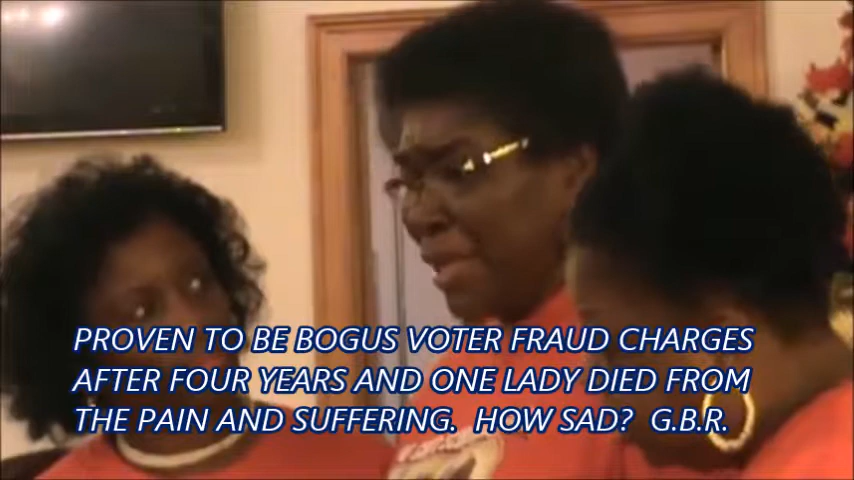 PROVEN TO BE BOGUS VOTER FRAUD CHARGES
AFTER FOUR YEARS AND ONE LADY DIED FROM
THE PAIN AND SUFFERING.  HOW SAD?  G.B.R.